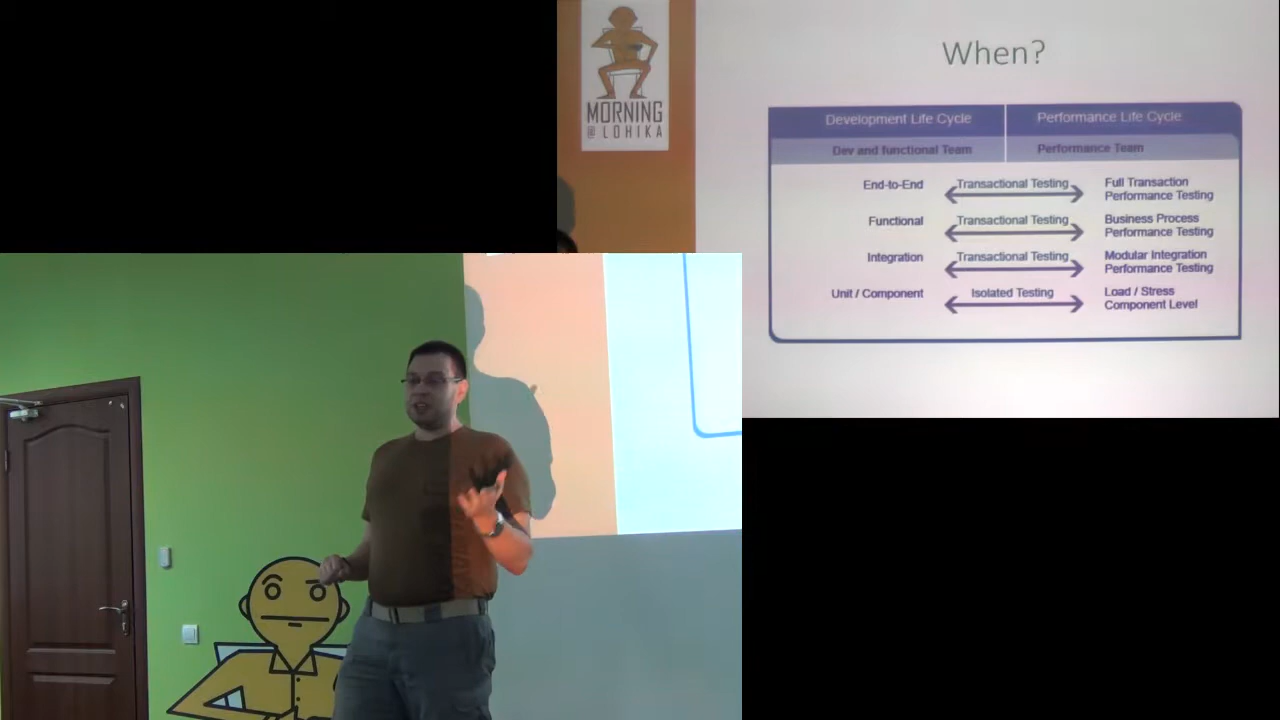 MORNING
@ LOHIKA
When?
Development Life Cycle
Performance Life Cycle
Dev and functional Team
Performance Team
End-to-End
Transactional Testing
Full Transaction
Performance Testing
Functional
Transactional Testing
Business Process
Performance Testing
Integration
Transactional Testing
Modular Integration
Performance Testing
Unit / Component
Isolated Testing
Load / Stress
Component Level